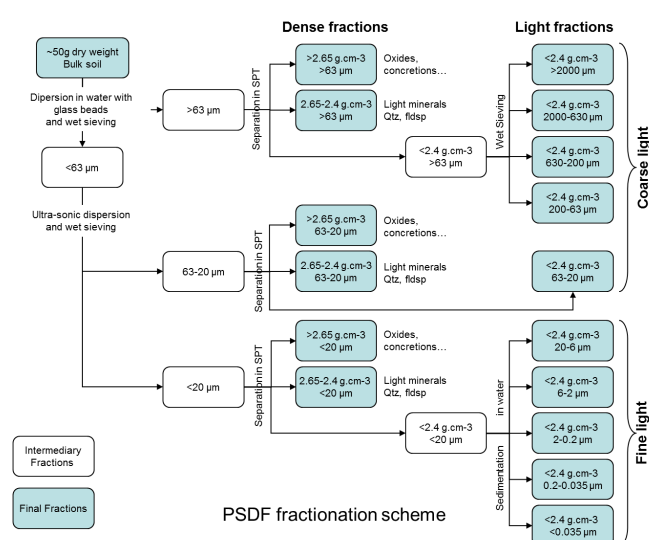 Dense fractions
Light fractions
~50g dry weight
Bulk soil
Dipersion in water with
glass beads
and wet sieving
<63 µm
Ultra-sonic dispersion
and wet sieving
>63 µm
Separation in SPT
>2.65 g.cm-3
>63 µm
Oxides,
concretions…
2.65-2.4 g.cm-3
>63 µm
Light minerals
Qtz, fldsp
<2.4 g.cm-3
>63 µm
Wet Sieving
<2.4 g.cm-3
>2000 µm
<2.4 g.cm-3
2000-630 µm
<2.4 g.cm-3
630-200 µm
<2.4 g.cm-3
200-63 µm
Coarse light
63-20 µm
Separation in SPT
>2.65 g.cm-3
63-20 µm
Oxides,
concretions…
2.65-2.4 g.cm-3
63-20 µm
Light minerals
Qtz, fldsp
<2.4 g.cm-3
63-20 µm
<20 µm
Separation in SPT
>2.65 g.cm-3
<20 µm
Oxides,
concretions…
2.65-2.4 g.cm-3
<20 µm
Light minerals
Qtz, fldsp
<2.4 g.cm-3
<20 µm
Sedimentation in water
<2.4 g.cm-3
20-6 µm
<2.4 g.cm-3
6-2 µm
<2.4 g.cm-3
2-0.2 µm
<2.4 g.cm-3
0.2-0.035 µm
<2.4 g.cm-3
<0.035 µm
Fine light
Intermediary
Fractions
Final Fractions
PSDF fractionation scheme